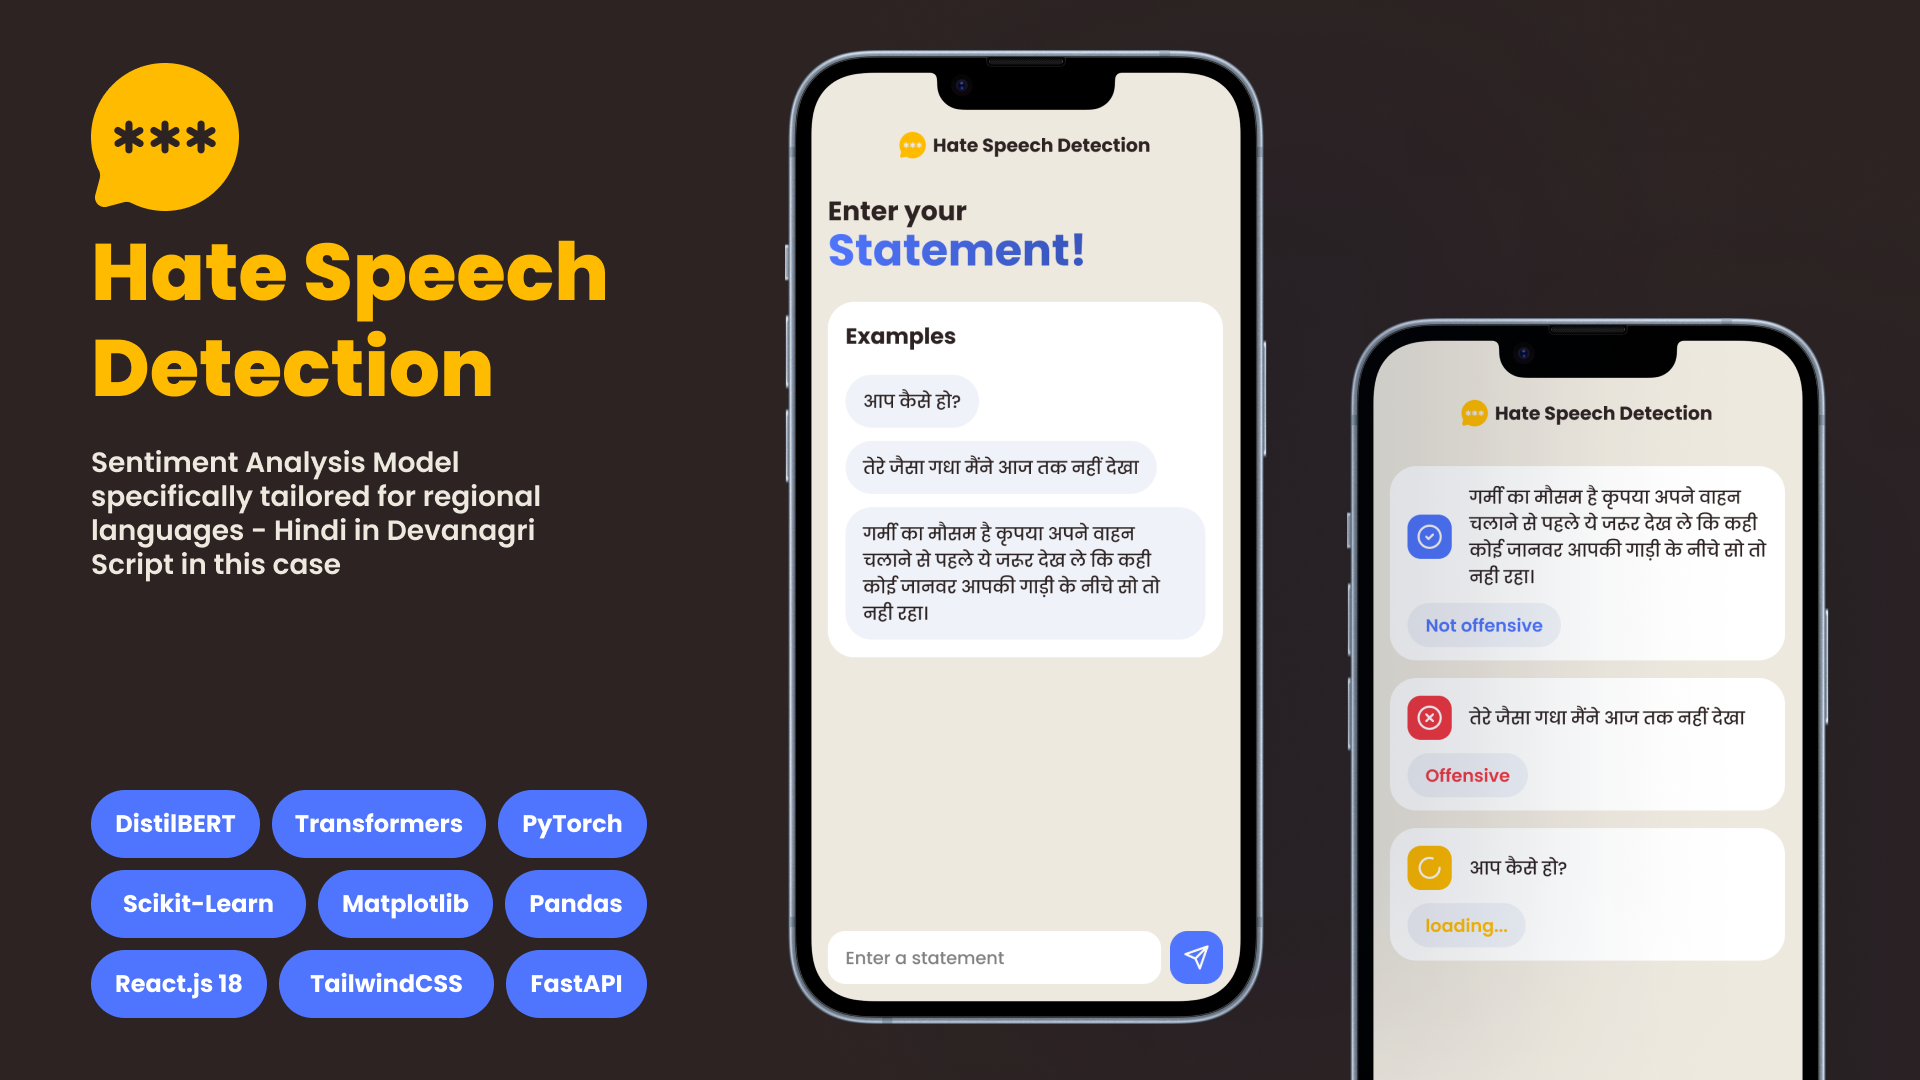 ***
Hate Speech
Detection
Sentiment Analysis Model
specifically tailored for regional
languages - Hindi in Devanagri
Script in this case
DistilBERT
Transformers
PyTorch
Scikit-Learn
Matplotlib
Pandas
React.js 18
TailwindCSS
FastAPI
Hate Speech Detection
Enter your
Statement!
Examples
आप कैसे हो?
तेरे जैसा गधा मैंने आज तक नहीं देखा
गर्मी का मौसम है कृपया अपने वाहन
चलाने से पहले ये जरूर देख ले कि कही
कोई जानवर आपकी गाड़ी के नीचे सो तो
नही रहा।
Enter a statement
Hate Speech Detection
गर्मी का मौसम है कृपया अपने वाहन
चलाने से पहले ये जरूर देख ले कि कही
कोई जानवर आपकी गाड़ी के नीचे सो तो
नही रहा।
Not offensive
तेरे जैसा गधा मैंने आज तक नहीं देखा
Offensive
आप कैसे हो?
loading...